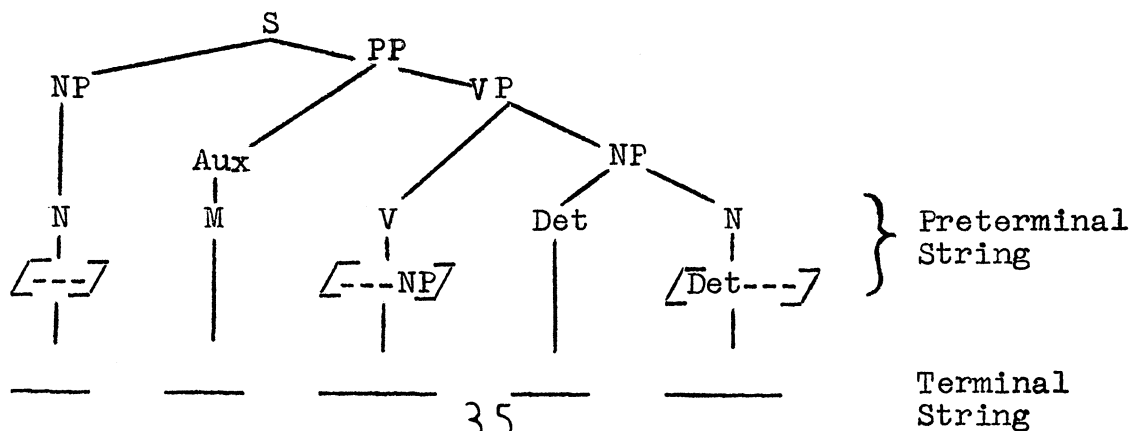 S
NP PP
VP
Aux NP
N M V Det N } Preterminal
String
[---] [---NP] [Det---]
Terminal
String
35